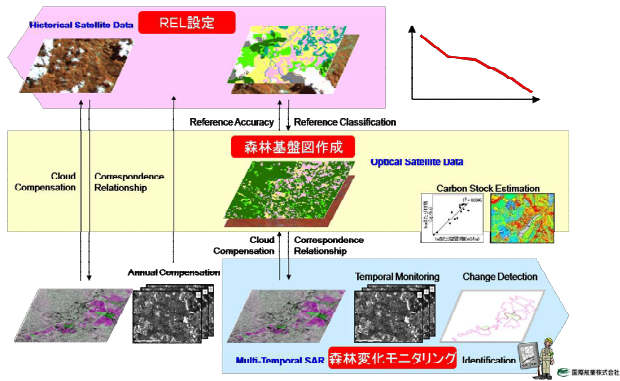 Historical Satellite Data
REL設定
Reference Accuracy
Reference Classification
森林基盤図作成
Optical Satellite Data
Cloud
Compensation
Correspondence
Relationship
Carbon Stock Estimation
Cloud
Compensation
Correspondence
Relationship
Annual Compensation
Temporal Monitoring
Change Detection
Multi-Temporal SAR
森林変化モニタリング
Identification
国際航業株式会社